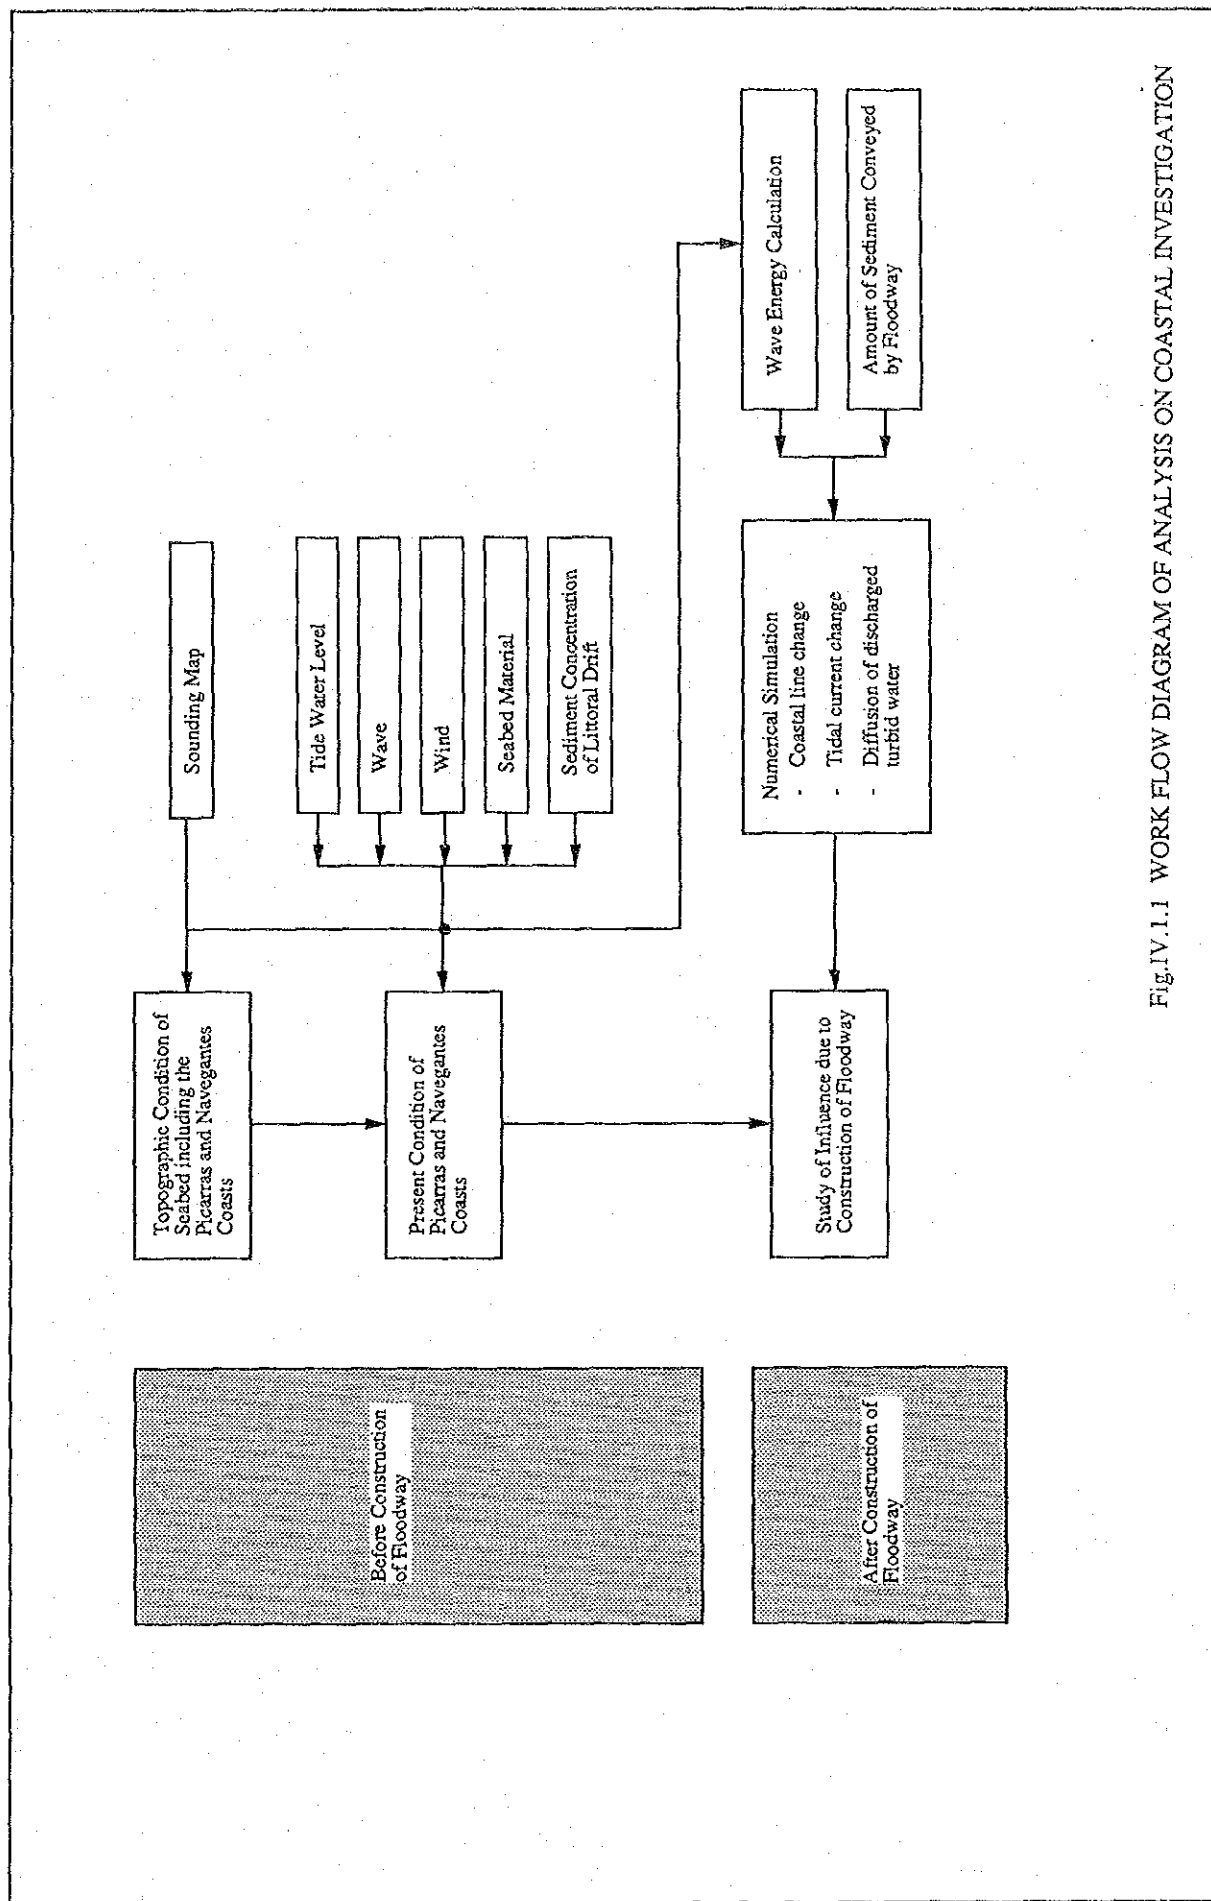 Before Construction
of Floodway
After Construction of
Floodway
Topographic Condition of
Seabed including the
Picarras and Navegantes
Coasts
Present Condition of
Picarras and Navegantes
Coasts
Study of Influence due to
Construction of Floodway
Sounding Map
Tide Water Level
Wave
Wind
Seabed Material
Sediment Concentration
of Littoral Drift
Numerical Simulation
- Coastal line change
- Tidal current change
- Diffusion of discharged
turbid water
Wave Energy Calculation
Amount of Sediment Conveyed
by Floodway
Fig.IV.1.1 WORK FLOW DIAGRAM OF ANALYSIS ON COASTAL INVESTIGATION